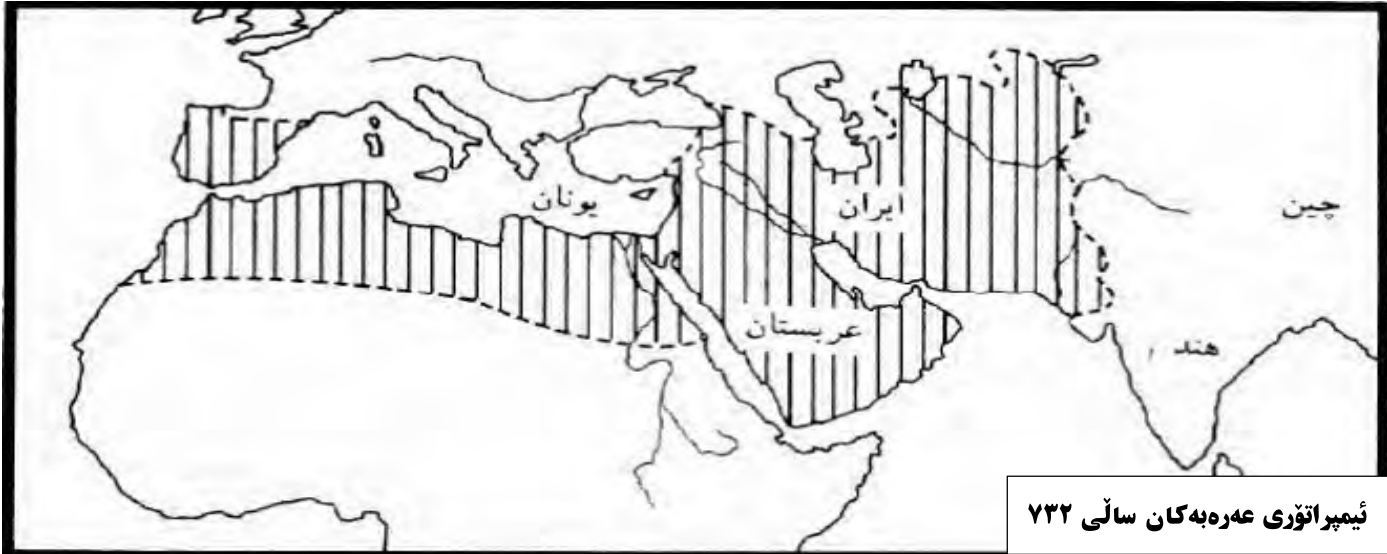 یونان
ایران
چین
عربستان
هند
ئیمپراتۆری عەرەبەکان ساڵی ٧٣٢